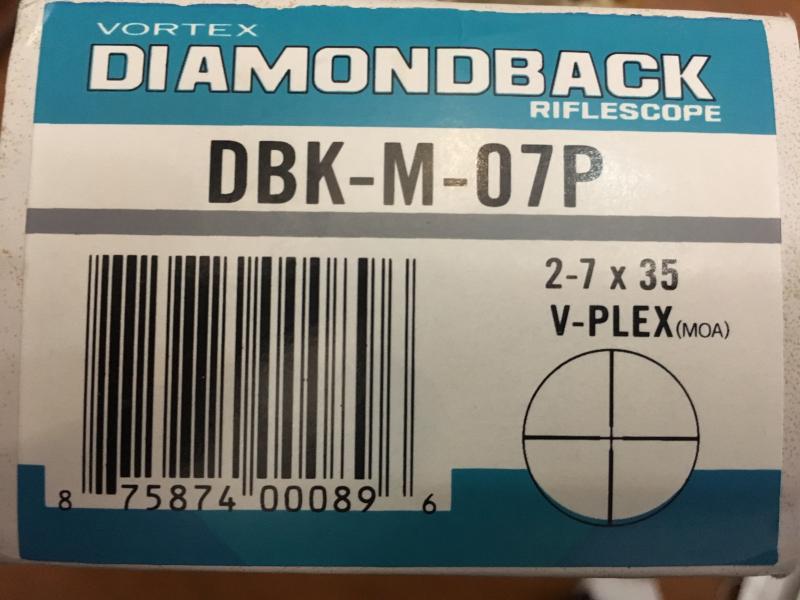 VORTEX
DIAMONDBACK
RIFLESCOPE
DBK-M-07P
2-7 x 35
V-PLEX(MOA)
8 75874 00089 6